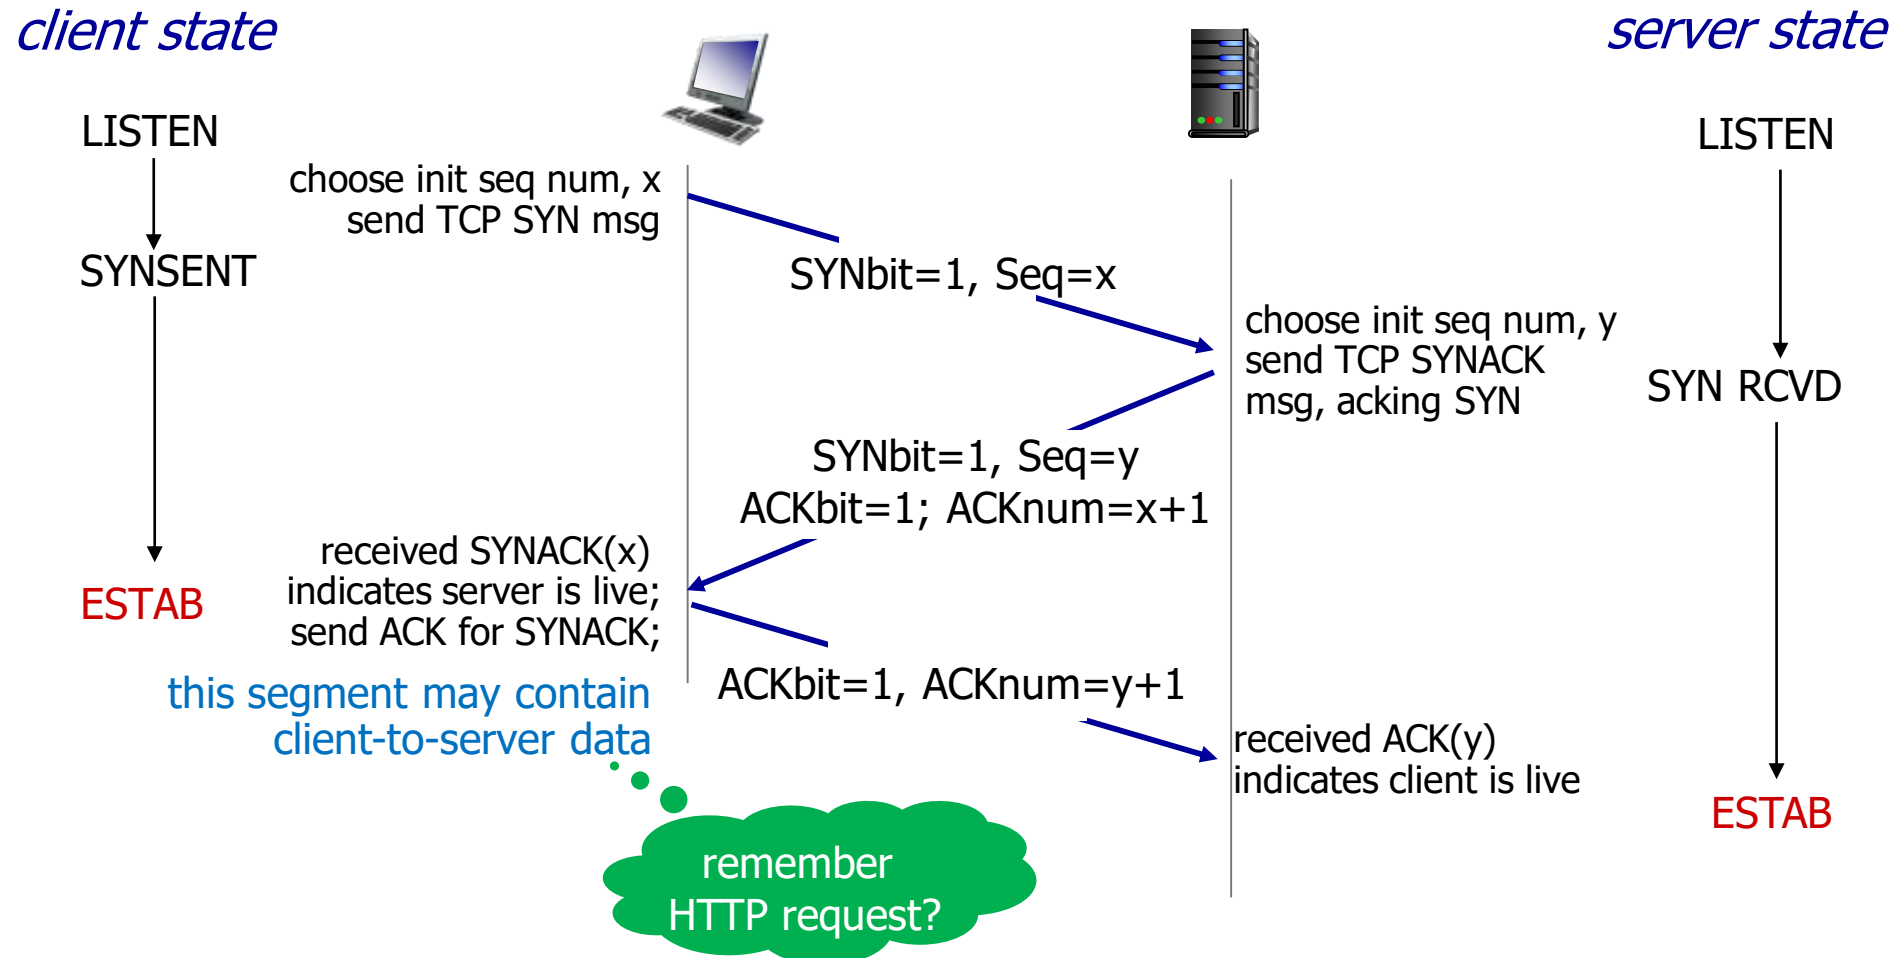 client state
server state
LISTEN
LISTEN
choose init seq num, x
send TCP SYN msg
SYNSENT
SYNbit=1, Seq=x
choose init seq num, y
send TCP SYNACK
msg, acking SYN
SYN RCVD
SYNbit=1, Seq=y
ACKbit=1; ACKnum=x+1
received SYNACK(x)
indicates server is live;
send ACK for SYNACK;
ESTAB
this segment may contain
client-to-server data
ACKbit=1, ACKnum=y+1
received ACK(y)
indicates client is live
ESTAB
remember
HTTP request?